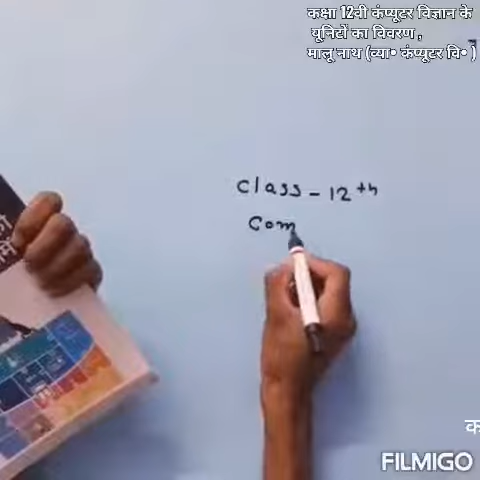 कक्षा 12वी कंप्यूटर विज्ञान के
यूनिटों का विवरण ,
मालू नाथ (व्या॰ कंप्यूटर वि॰ )
class - 12th
Com
FILMIGO